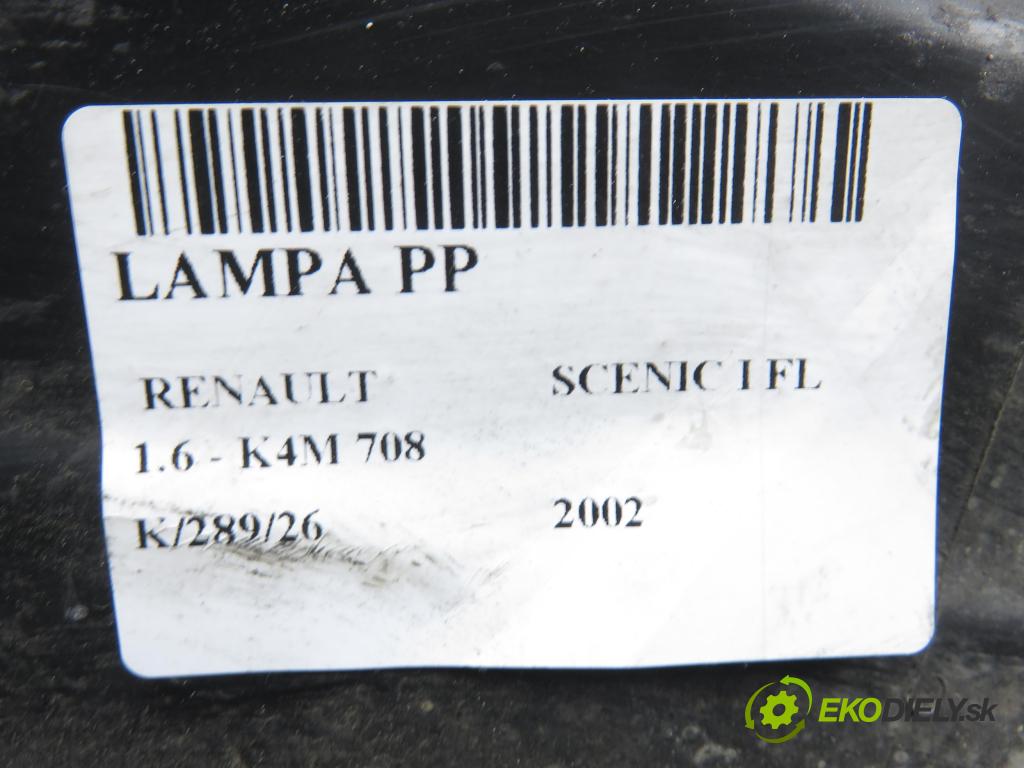 LAMPA PP
RENAULT SCENIC I FL
1.6 - K4M 708
K/289/26 2002
EKODIELY.sk